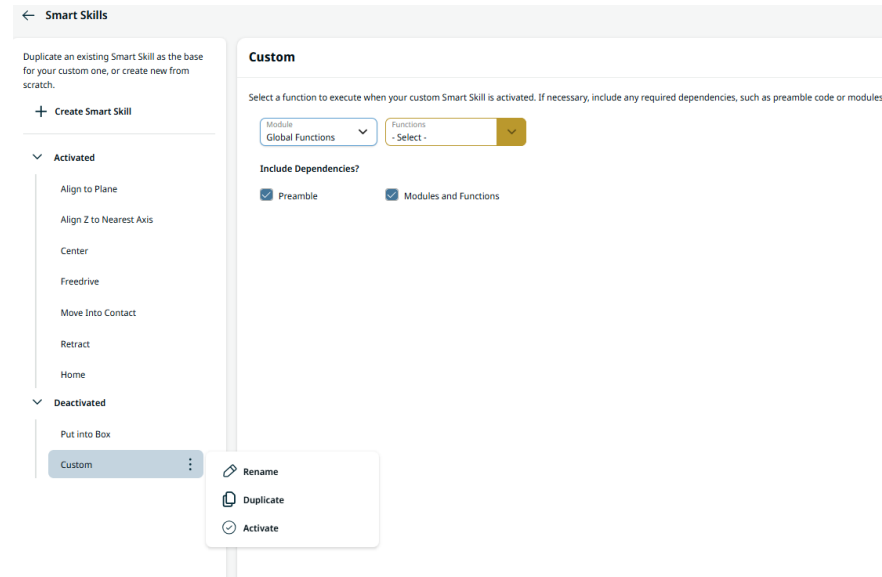 Smart Skills
Duplicate an existing Smart Skill as the base
for your custom one, or create new from
scratch.
Create Smart Skill
Activated
Align to Plane
Align Z to Nearest Axis
Center
Freedrive
Move Into Contact
Retract
Home
Deactivated
Put into Box
Custom
Rename
Duplicate
Activate
Custom
Select a function to execute when your custom Smart Skill is activated. If necessary, include any required dependencies, such as preamble code or modules
Module
Global Functions
Functions
- Select -
Include Dependencies?
Preamble
Modules and Functions